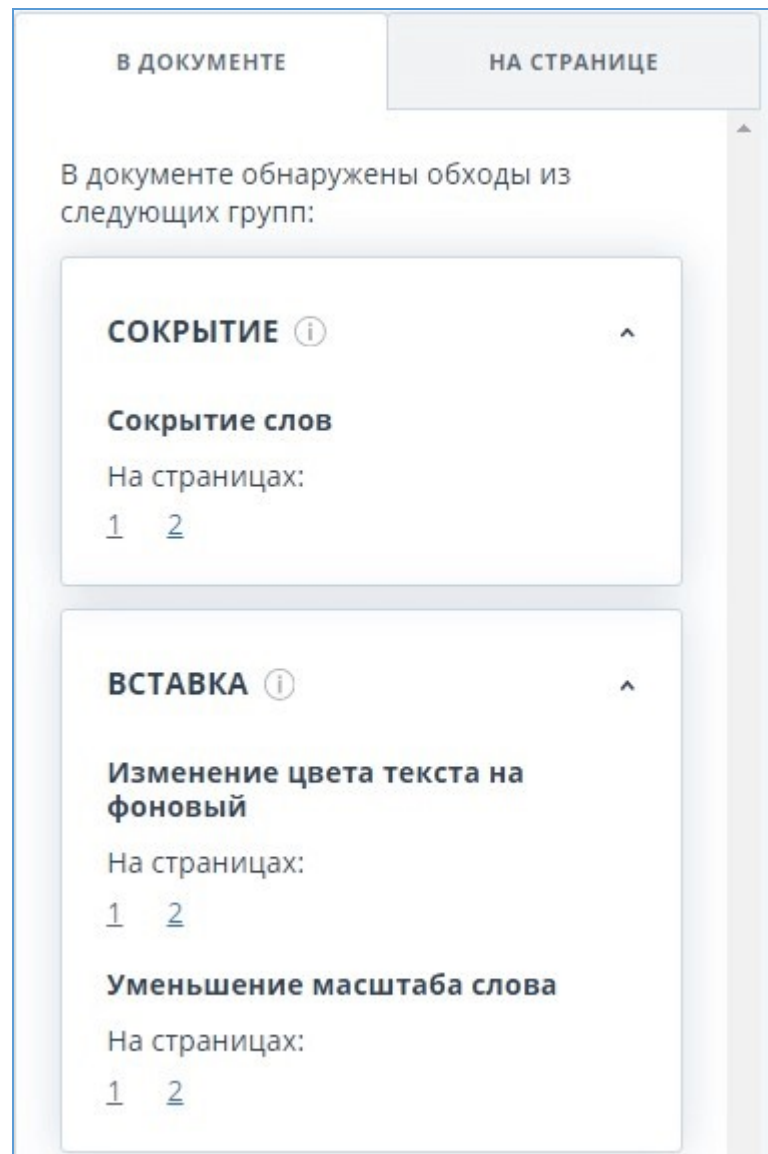 В ДОКУМЕНТЕ
НА СТРАНИЦЕ
В документе обнаружены обходы из
следующих групп:
СОКРЫТИЕ
Сокрытие слов
На страницах:
1 2
ВСТАВКА
Изменение цвета текста на
фоновый
На страницах:
1 2
Уменьшение масштаба слова
На страницах:
1 2